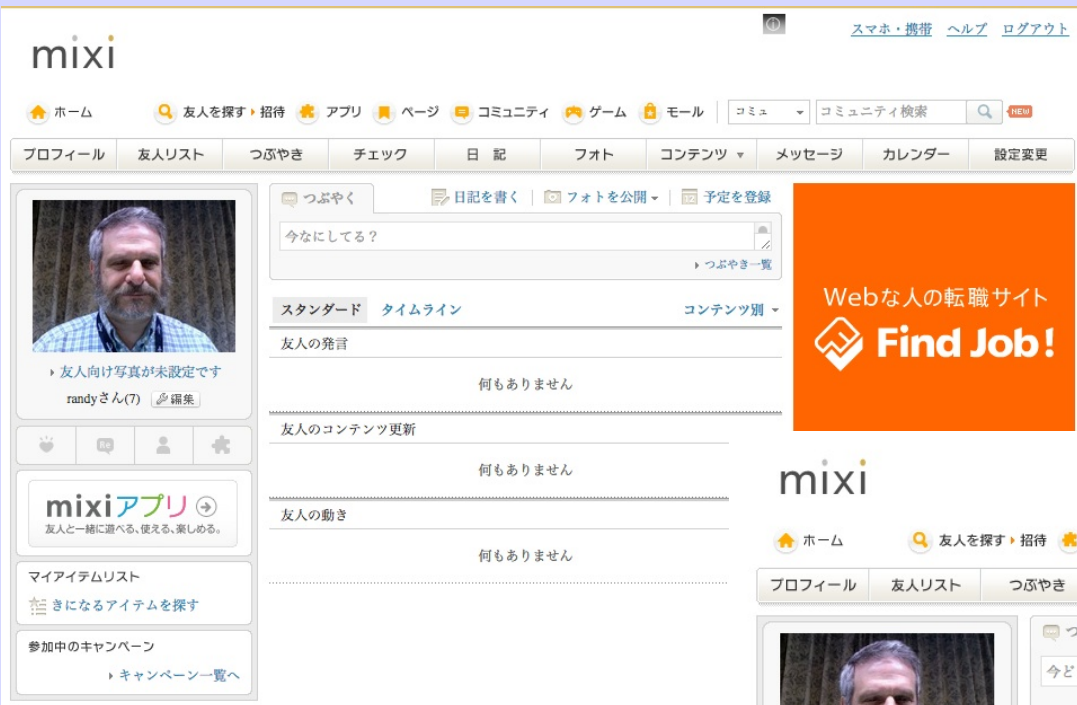 スマホ・携帯 ヘルプ ログアウト
mixi
ホーム 友人を探す 招待 アプリ ページ コミュニティ ゲーム モール コミュ コミュニティ検索 NEW
プロフィール 友人リスト つぶやき チェック 日 記 フォト コンテンツ ▼ メッセージ カレンダー 設定変更
つぶやく 日記を書く フォトを公開 12 予定を登録
今なにしてる？
つぶやき一覧
スタンダード タイムライン コンテンツ別
友人の発言
何もありません
友人のコンテンツ更新
何もありません
友人の動き
何もありません
友人向け写真が未設定です
randyさん(7) 編集
Re
mixiアプリ
友人と一緒に遊べる、使える、楽しめる。
マイアイテムリスト
きになるアイテムを探す
参加中のキャンペーン
キャンペーン一覧へ
Webな人の転職サイト
Find Job!
mixi
ホーム 友人を探す 招待
プロフィール 友人リスト つぶやき
つ
今ど